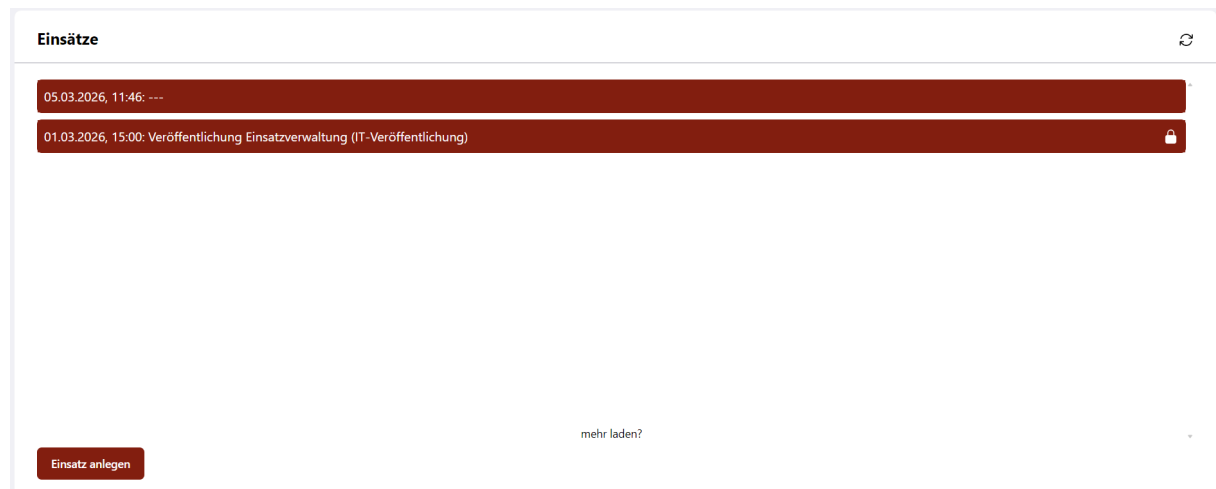 Einsätze
05.03.2026, 11:46: ---
01.03.2026, 15:00: Veröffentlichung Einsatzverwaltung (IT-Veröffentlichung)
mehr laden?
Einsatz anlegen